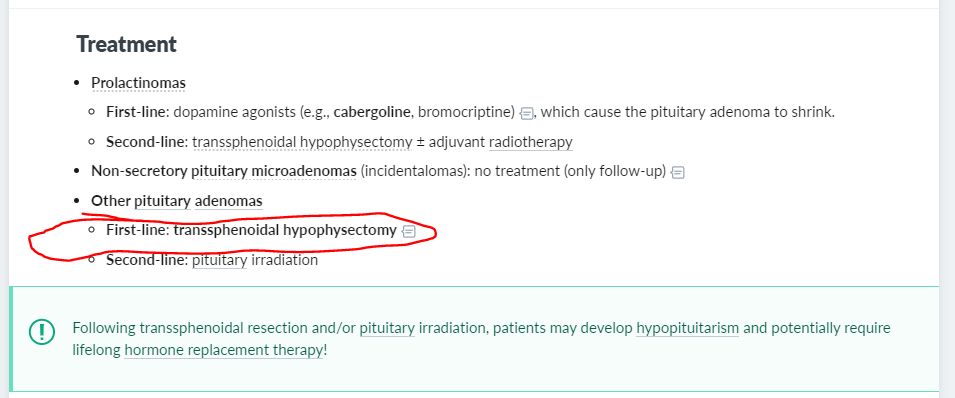 Treatment
• Prolactinomas
First-line: dopamine agonists (e.g., cabergoline, bromocriptine) , which cause the pituitary adenoma to shrink.
Second-line: transsphenoidal hypophysectomy ± adjuvant radiotherapy
• Non-secretory pituitary microadenomas (incidentalomas): no treatment (only follow-up)
• Other pituitary adenomas
First-line: transsphenoidal hypophysectomy
Second-line: pituitary irradiation
Following transsphenoidal resection and/or pituitary irradiation, patients may develop hypopituitarism and potentially require
lifelong hormone replacement therapy!